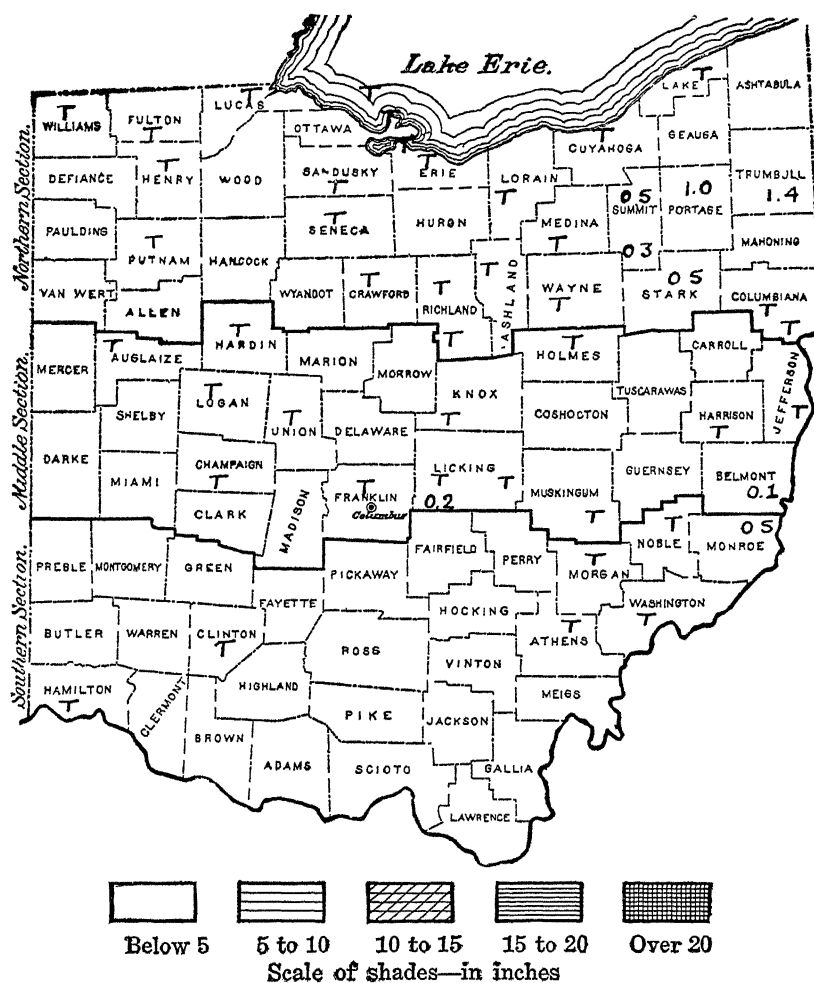 Lake Erie.
Northern Section.
Middle Section.
Southern Section.
T
WILLIAMS
T
FULTON
T
LUCAS
T
OTTAWA
T
T
T
LAKE
ASHTABULA
GEAUGA
T
CUYAHOGA
DEFIANCE
T
HENRY
WOOD
SANDUSKY
T
T
ERIE
LORAIN
T
TRUMBULL
1.4
0 5
SUMMIT
0 3
1.0
PORTAGE
PAULDING
T
PUTNAM
HANCOCK
T
SENECA
HURON
MEDINA
T
MAHONING
VAN WERT
ALLEN
WYANDOT
T
CRAWFORD
T
RICHLAND
T
T
ASHLAND
WAYNE
T
0 5
STARK
COLUMBIANA
T
T
MERCER
T
AUGLAIZE
T
HARDIN
MARION
MORROW
T
HOLMES
T
CARROLL
JEFFERSON
T
SHELBY
T
LOGAN
T
UNION
DELAWARE
KNOX
T
COSHOCTON
TUSCARAWAS
HARRISON
T
DARKE
MIAMI
CHAMPAIGN
T
CLARK
MADISON
T
FRANKLIN
Columbus
T
LICKING
T
0.2
MUSKINGUM
T
GUERNSEY
BELMONT
0.1
PREBLE
MONTGOMERY
GREEN
FAYETTE
PICKAWAY
FAIRFIELD
PERRY
T
MORGAN
T
NOBLE
0 5
MONROE
BUTLER
WARREN
CLINTON
T
ROSS
HOCKING
T
ATHENS
WASHINGTON
T
HAMILTON
T
CLERMONT
HIGHLAND
VINTON
MEIGS
BROWN
ADAMS
PIKE
SCIOTO
JACKSON
GALLIA
LAWRENCE
Below 5 5 to 10 10 to 15 15 to 20 Over 20
Scale of shades—in inches